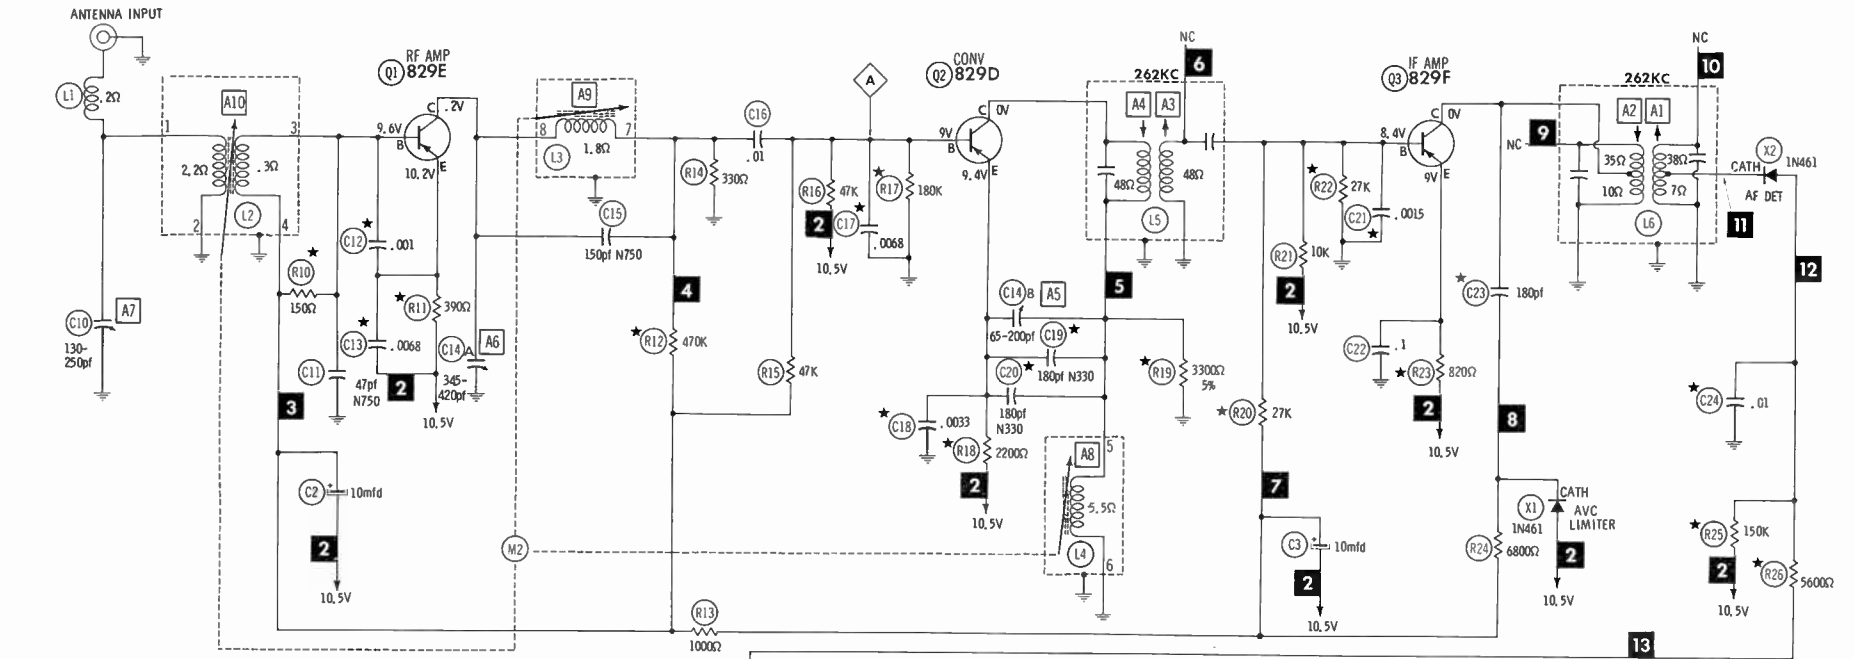 ANTENNA INPUT
L1
.2Ω
A10
1
3
2.2Ω
.3Ω
L2
2
4
C10
130-
250pf
A7
Q1
RF AMP
829E
C
.2V
9.6V
B
E
10.2V
★
C12
.001
★
R10
150Ω
★
R11
390Ω
★
C13
.0068
C11
47pf
N750
2
10.5V
C14
A
A6
345-
420pf
3
C2
+
10mfd
2
10.5V
A9
8
7
L3
1.8Ω
C15
150pf N750
4
★
R12
470K
R14
330Ω
C16
.01
R15
47K
R16
47K
2
10.5V
A
★
R17
180K
★
C17
.0068
M2
R13
1000Ω
Q2
CONV
829D
C
0V
9V
B
E
9.4V
C14
B
A5
65-200pf
C19
★
180pf N330
C20
★
180pf
N330
★
C18
.0033
★
R18
2200Ω
2
10.5V
A8
5
5.5Ω
L4
6
5
★
R19
3300Ω
5%
NC
6
262KC
A4
A3
48Ω
48Ω
L5
R21
10K
2
10.5V
★
R22
27K
C21
.0015
★
★
R20
27K
7
C3
+
10mfd
2
10.5V
Q3
IF AMP
829F
C
0V
8.4V
B
E
9V
C22
.1
★
R23
820Ω
2
10.5V
★
C23
180pf
8
R24
6800Ω
X1
CATH
1N461
AVC
LIMITER
2
10.5V
9
NC
262KC
A2
A1
35Ω
10Ω
38Ω
7Ω
L6
NC
10
X2
1N461
CATH
AF DET
11
12
★
C24
.01
★
R25
150K
2
10.5V
★
R26
5600Ω
13